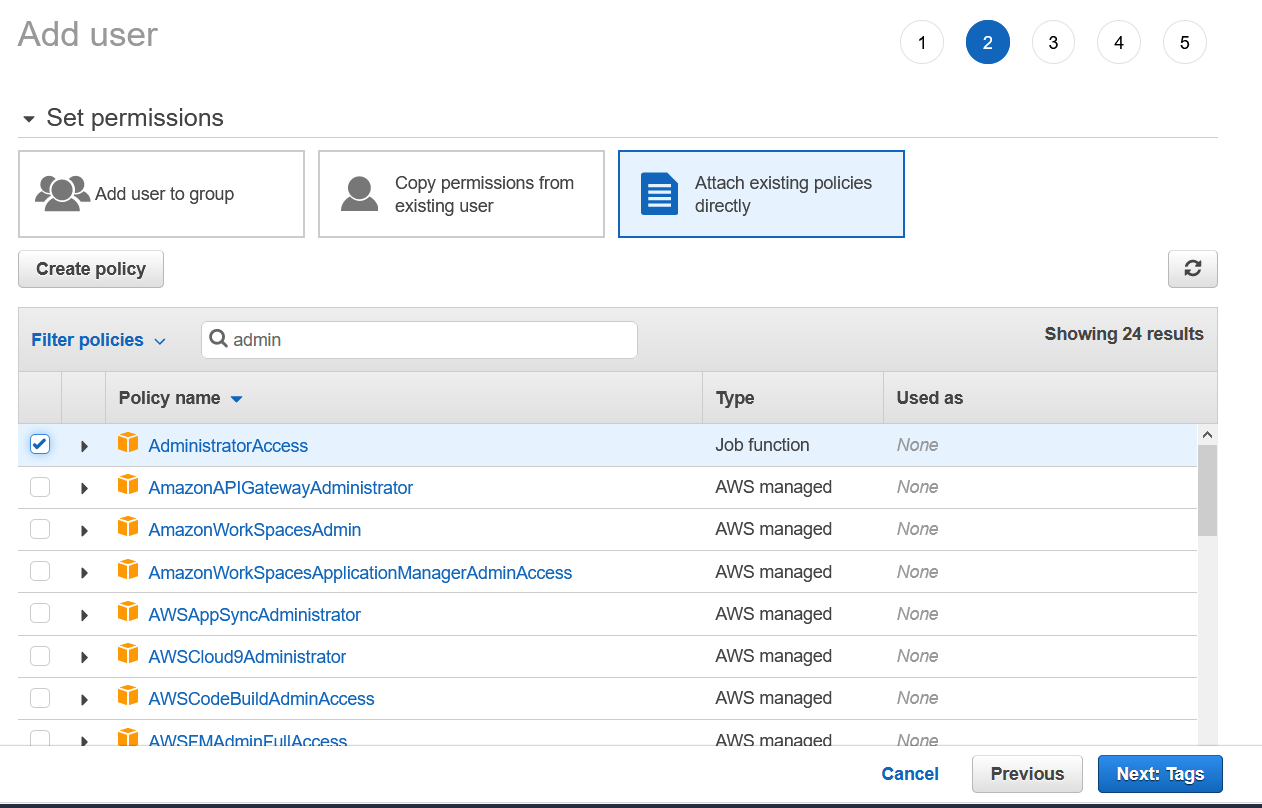 Add user
1 2 3 4 5
Set permissions
Add user to group
Copy permissions from
existing user
Attach existing policies
directly
Create policy
Filter policies
admin
Showing 24 results
Policy name Type Used as
AdministratorAccess Job function None
AmazonAPIGatewayAdministrator AWS managed None
AmazonWorkSpacesAdmin AWS managed None
AmazonWorkSpacesApplicationManagerAdminAccess AWS managed None
AWSAppSyncAdministrator AWS managed None
AWSCloud9Administrator AWS managed None
AWSCodeBuildAdminAccess AWS managed None
AWSFMAdminFullAccess AWS managed None
Cancel Previous Next: Tags